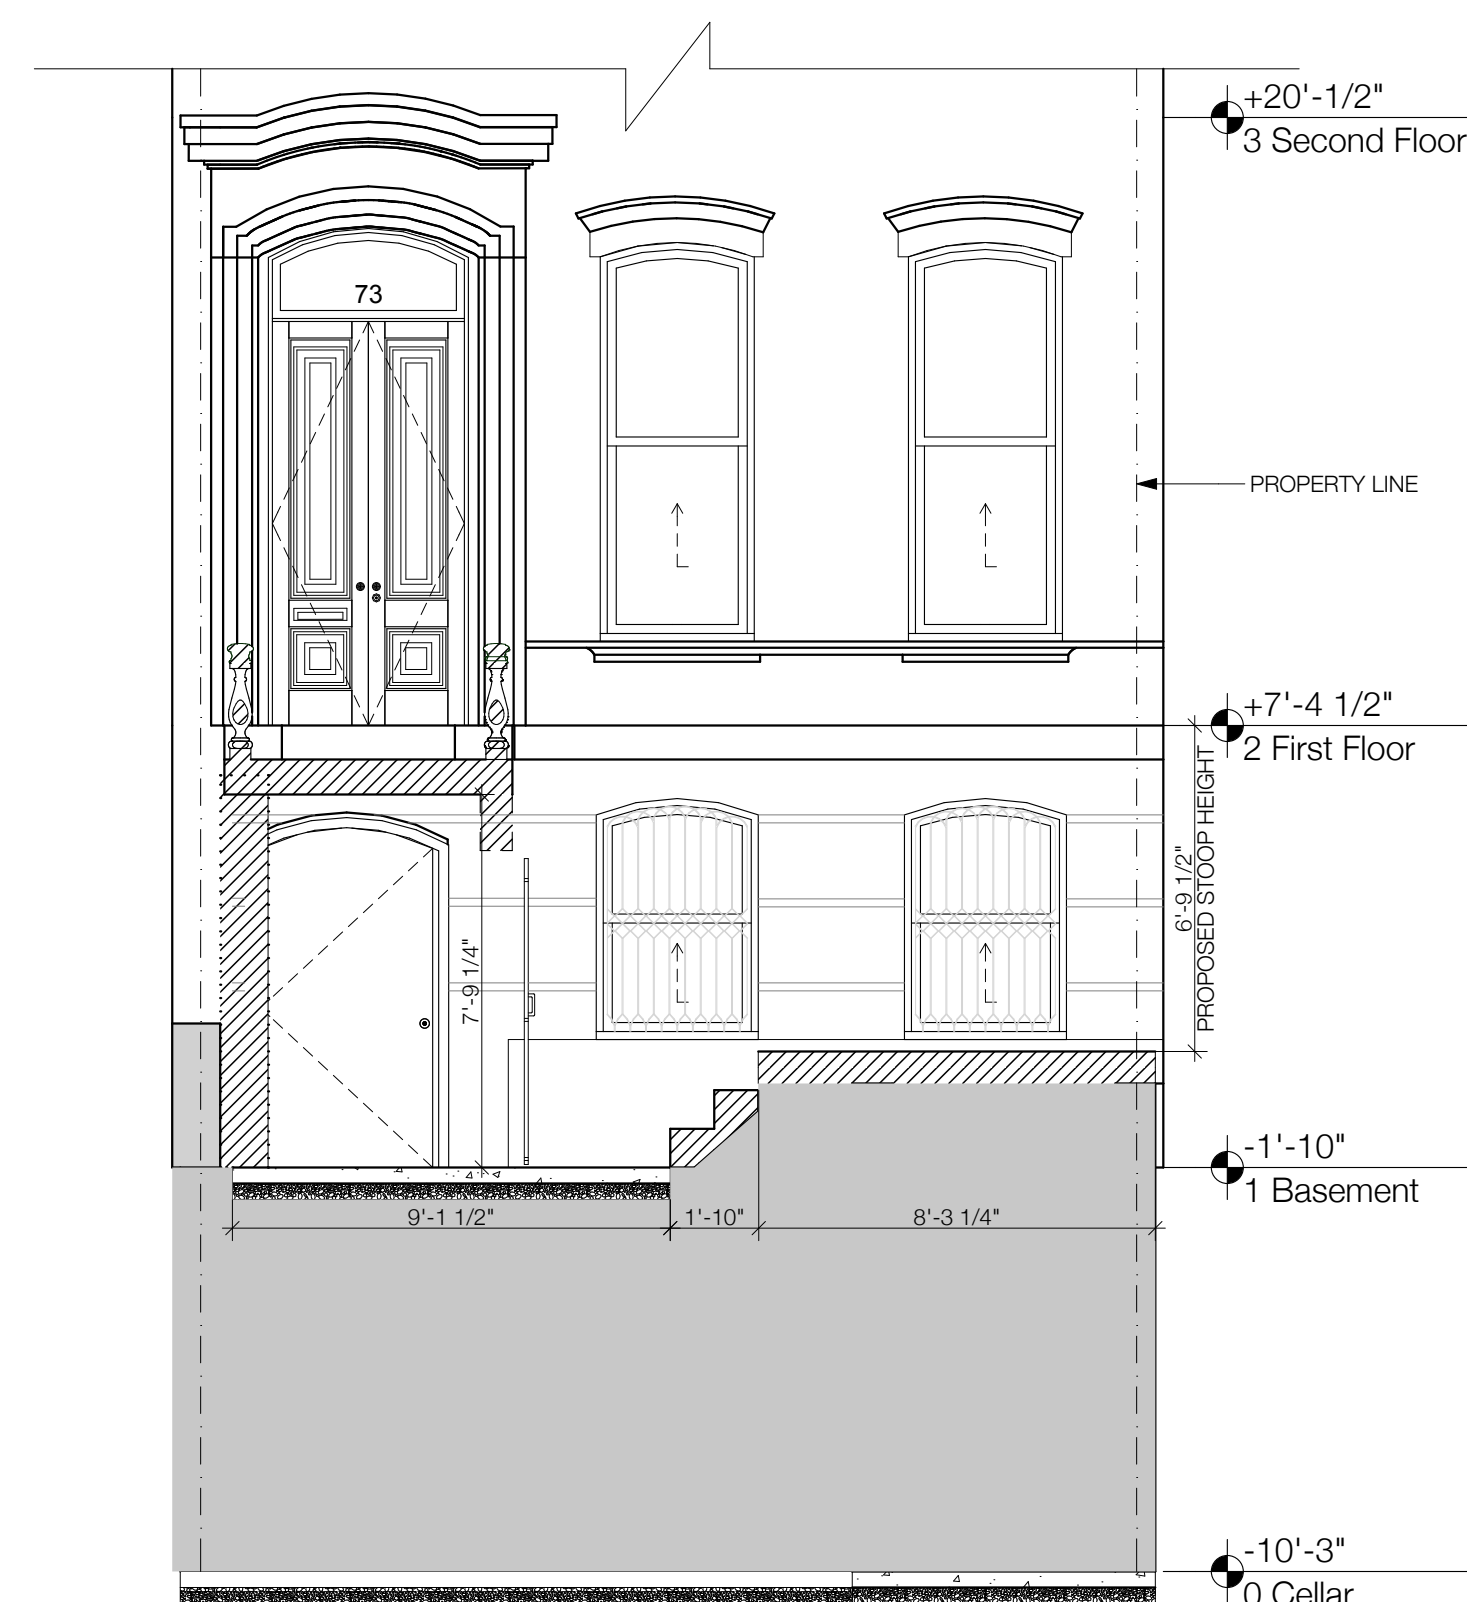 +20'-1/2"
3 Second Floor
73
PROPERTY LINE
+7'-4 1/2"
2 First Floor
6'-9 1/2"
PROPOSED STOOP HEIGHT
7'-9 1/4"
-1'-10"
1 Basement
9'-1 1/2"
1'-10"
8'-3 1/4"
-10'-3"
0 Cellar